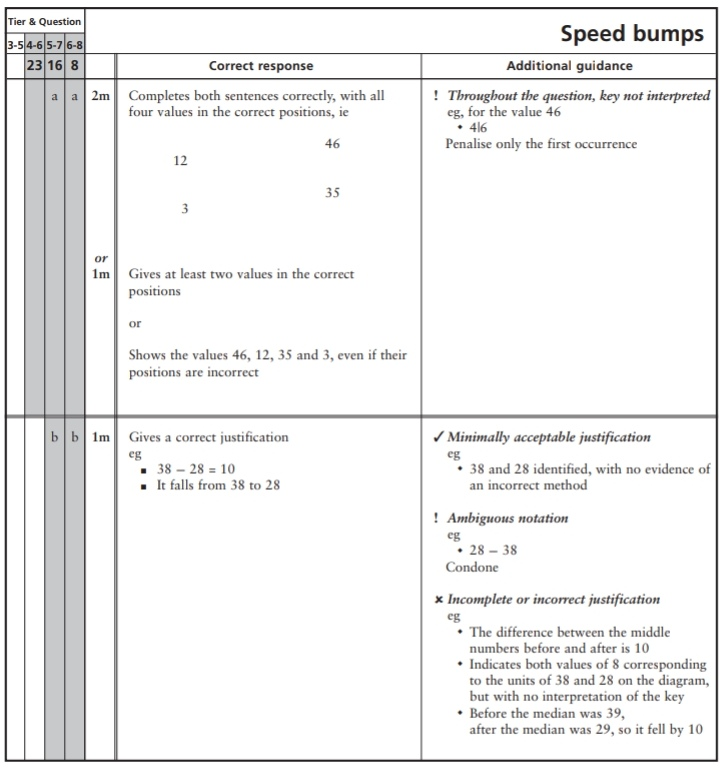 Tier & Question
3-5 4-6 5-7 6-8
23 16 8
Speed bumps
Correct response
Additional guidance
a a 2m
Completes both sentences correctly, with all
four values in the correct positions, ie
46
12
35
3
or
1m
Gives at least two values in the correct
positions
or
Shows the values 46, 12, 35 and 3, even if their
positions are incorrect
! Throughout the question, key not interpreted
eg, for the value 46
• 4|6
Penalise only the first occurrence
b b 1m
Gives a correct justification
eg
■ 38 – 28 = 10
■ It falls from 38 to 28
✓ Minimally acceptable justification
eg
• 38 and 28 identified, with no evidence of
an incorrect method
! Ambiguous notation
eg
• 28 – 38
Condone
× Incomplete or incorrect justification
eg
• The difference between the middle
numbers before and after is 10
• Indicates both values of 8 corresponding
to the units of 38 and 28 on the diagram,
but with no interpretation of the key
• Before the median was 39,
after the median was 29, so it fell by 10